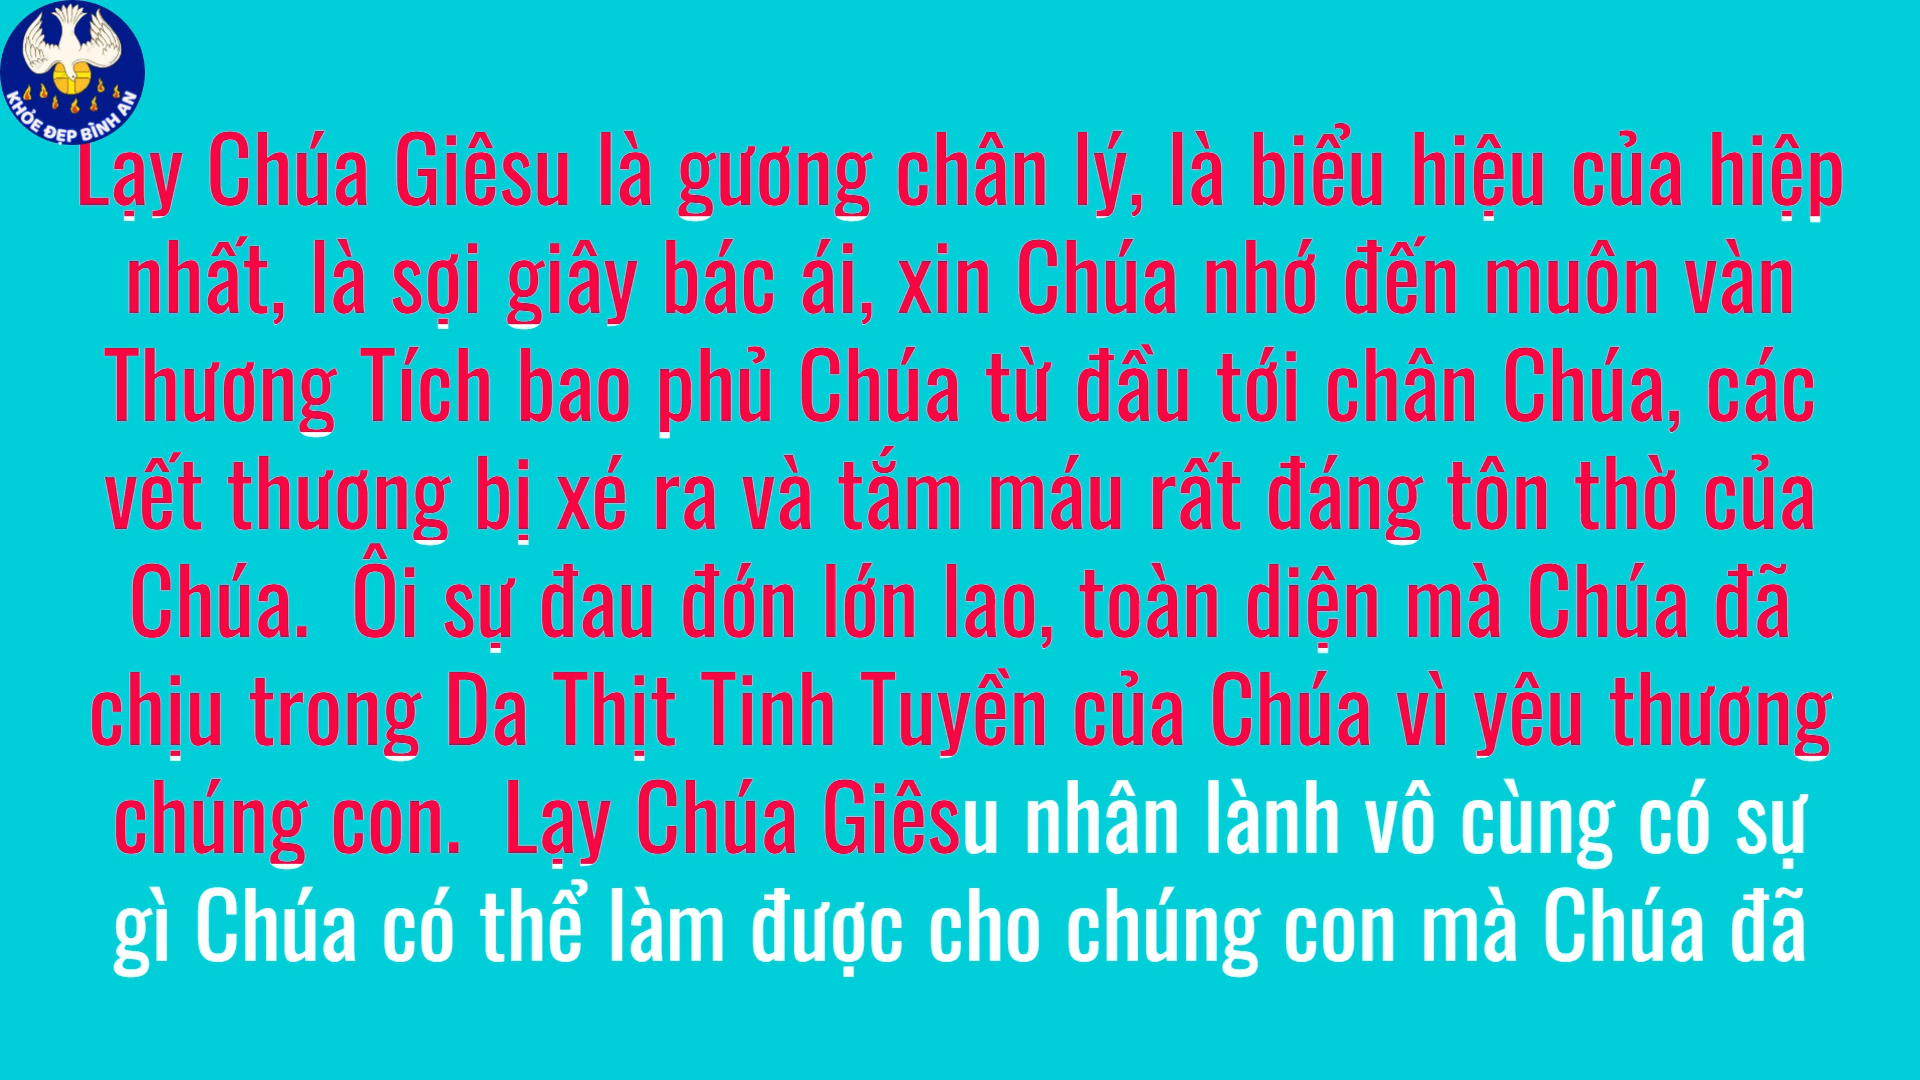 KHỎE ĐẸP BÌNH AN
Lạy Chúa Giêsu là gương chân lý, là biểu hiệu của hiệp
nhất, là sợi giây bác ái, xin Chúa nhớ đến muôn vàn
Thương Tích bao phủ Chúa từ đầu tới chân Chúa, các
vết thương bị xé ra và tắm máu rất đáng tôn thờ của
Chúa.  Ôi sự đau đớn lớn lao, toàn diện mà Chúa đã
chịu trong Da Thịt Tinh Tuyền của Chúa vì yêu thương
chúng con.  Lạy Chúa Giêsu nhân lành vô cùng có sự
gì Chúa có thể làm được cho chúng con mà Chúa đã